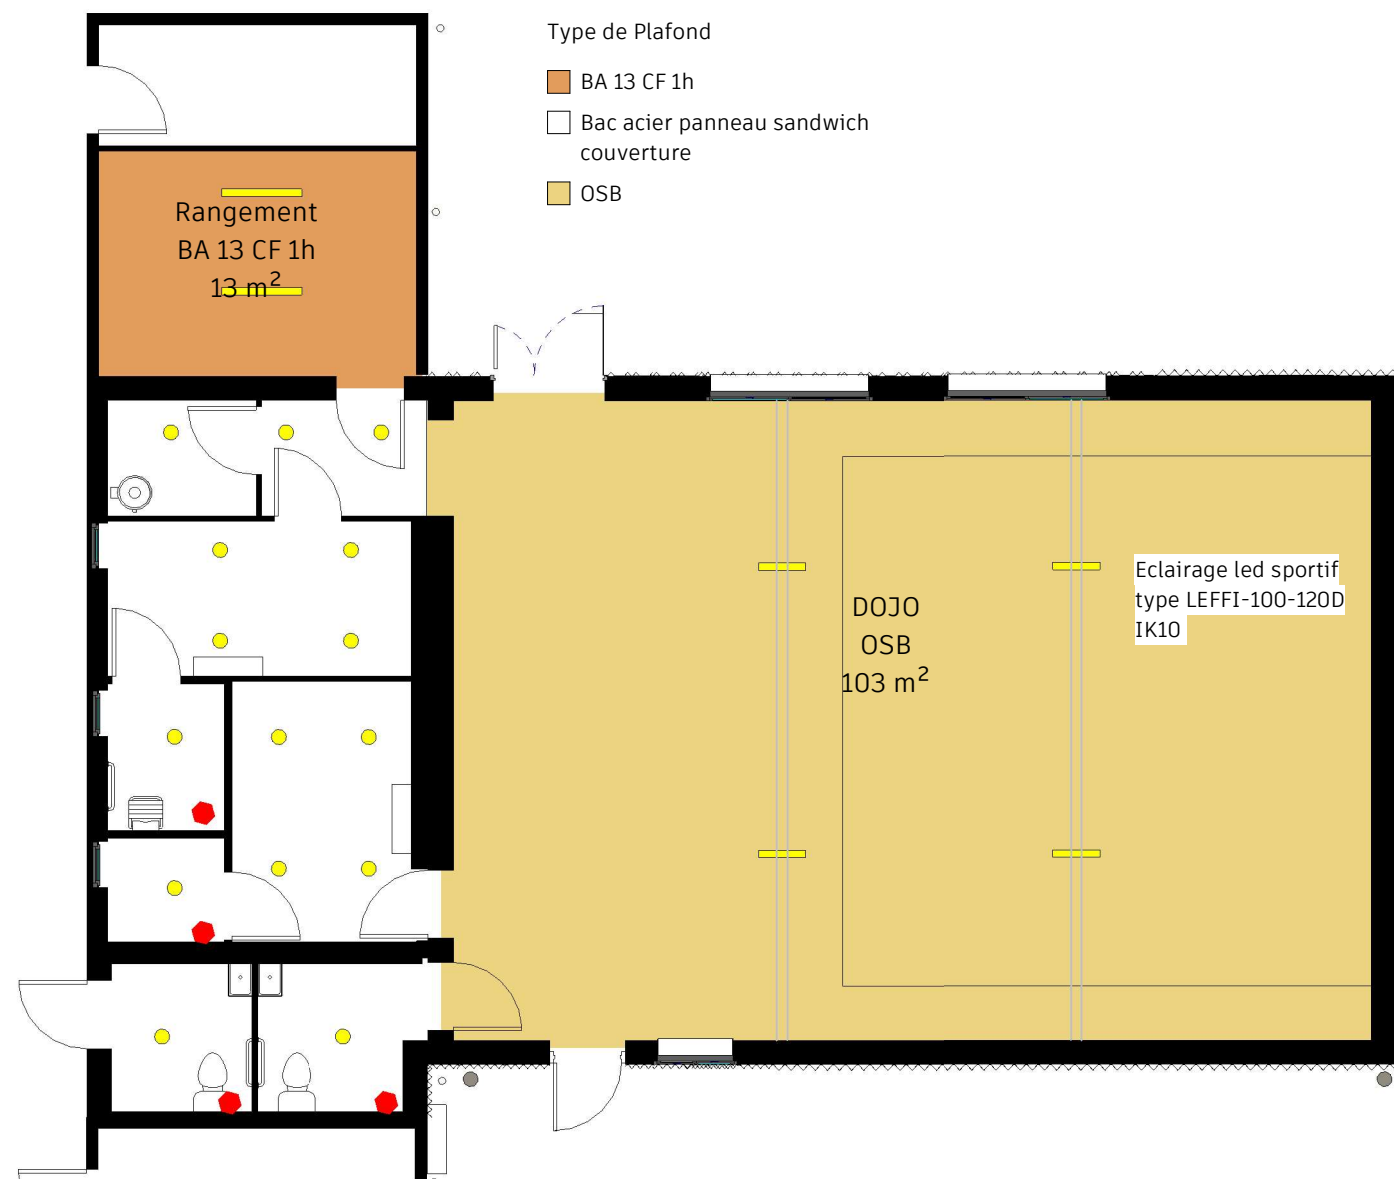 Type de Plafond
BA 13 CF 1h
Bac acier panneau sandwich
couverture
OSB
Rangement
BA 13 CF 1h
13 m²
DOJO
OSB
103 m²
Eclairage led sportif
type LEFFI-100-120D
IK10